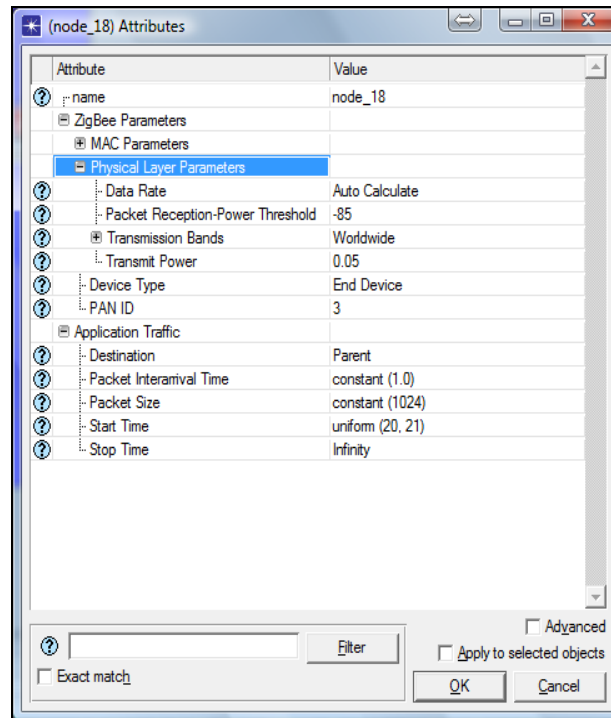 (node_18) Attributes
Attribute Value
name node_18
ZigBee Parameters
MAC Parameters
Physical Layer Parameters
Data Rate Auto Calculate
Packet Reception-Power Threshold -85
Transmission Bands Worldwide
Transmit Power 0.05
Device Type End Device
PAN ID 3
Application Traffic
Destination Parent
Packet Interarrival Time constant (1.0)
Packet Size constant (1024)
Start Time uniform (20, 21)
Stop Time Infinity
Advanced
Filter
Apply to selected objects
Exact match
OK Cancel